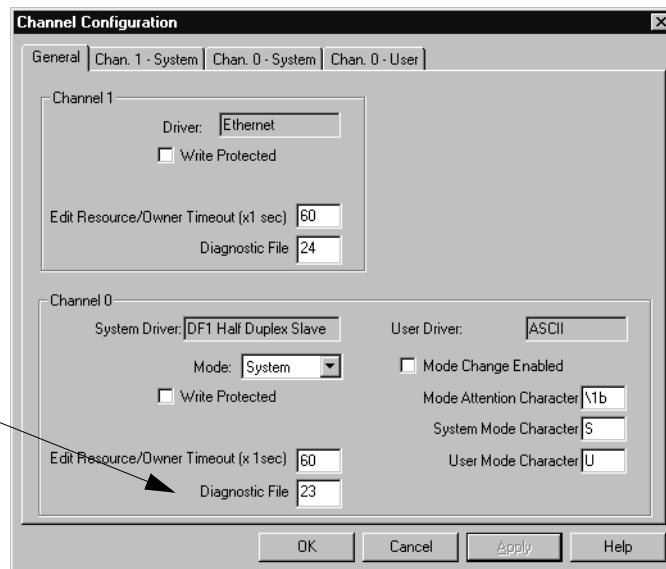 Channel Configuration
General Chan. 1 - System Chan. 0 - System Chan. 0 - User
Channel 1
Driver: Ethernet
Write Protected
Edit Resource/Owner Timeout (x1 sec) 60
Diagnostic File 24
Channel 0
System Driver: DF1 Half Duplex Slave User Driver: ASCII
Mode: System Mode Change Enabled
Write Protected Mode Attention Character \1b
System Mode Character S
Edit Resource/Owner Timeout (x 1sec) 60 User Mode Character U
Diagnostic File 23
OK Cancel Apply Help